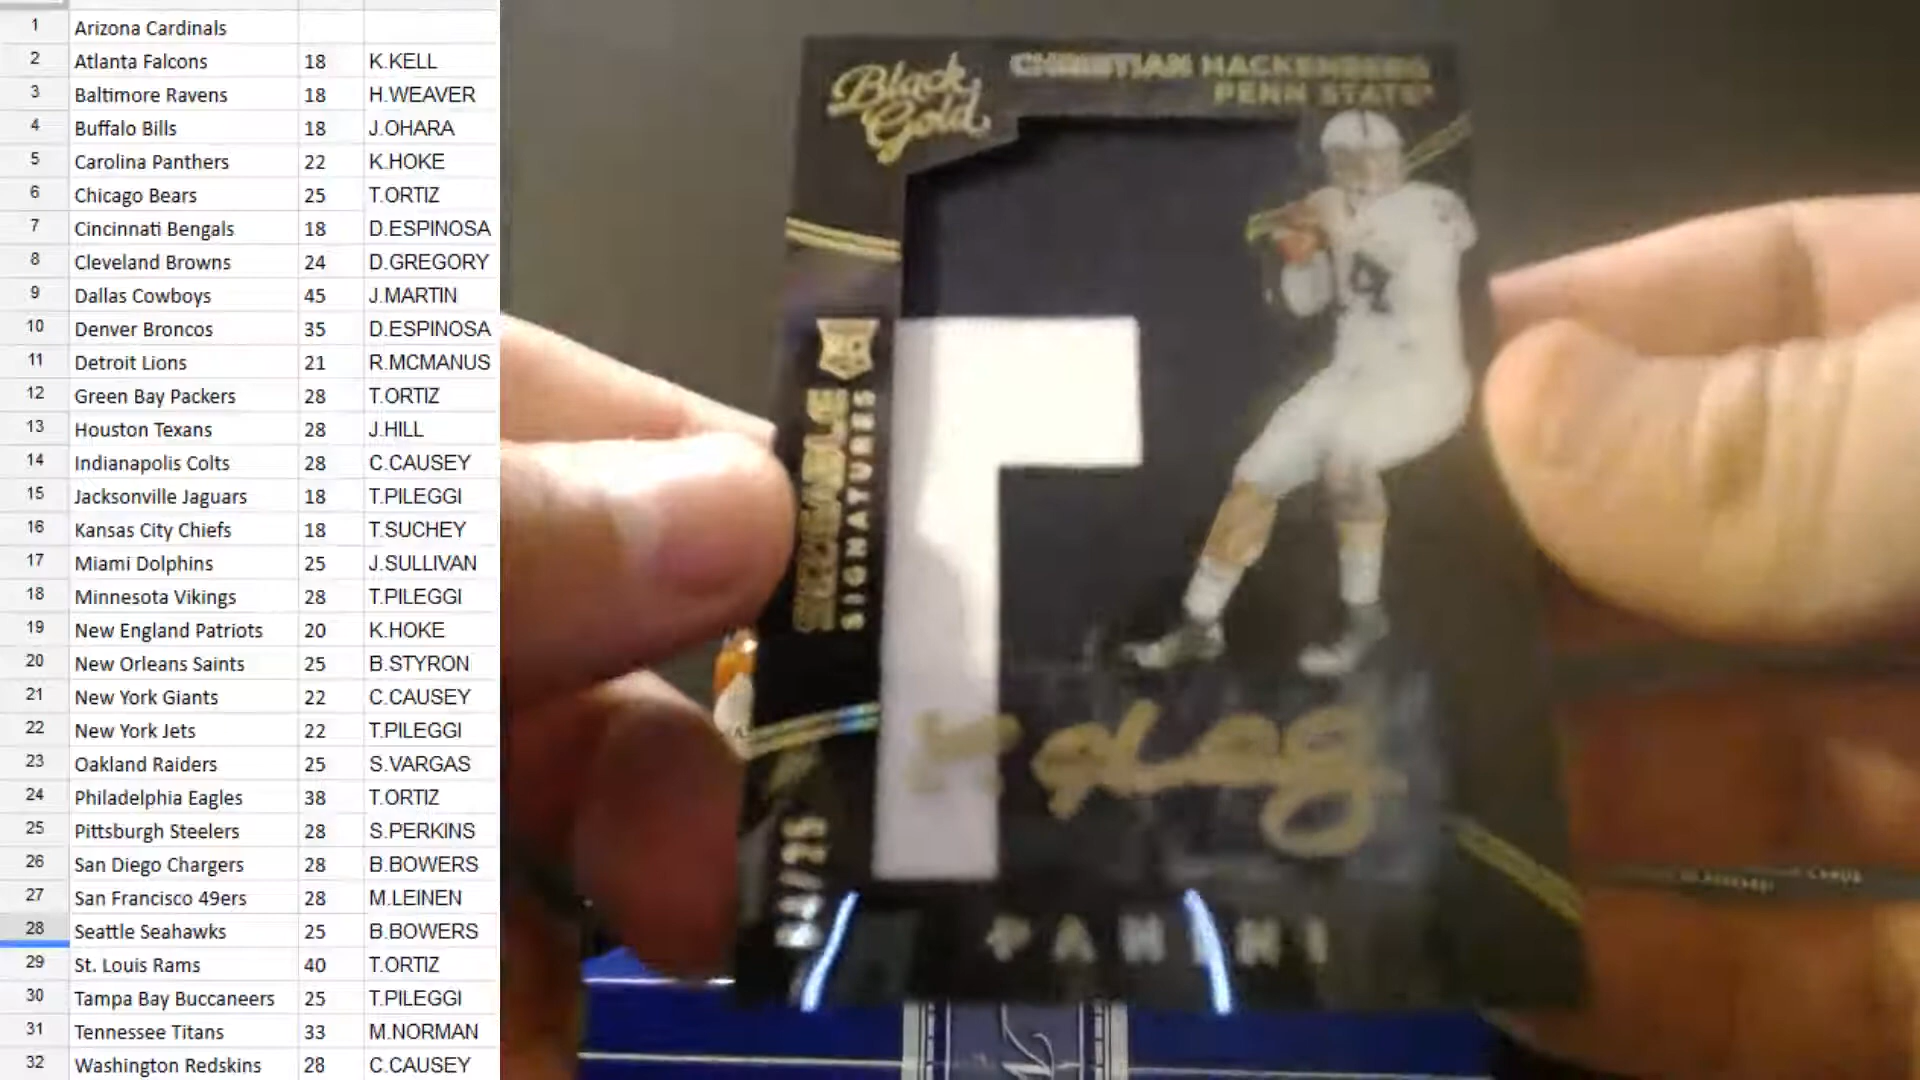 1 Arizona Cardinals
2 Atlanta Falcons 18 K.KELL
3 Baltimore Ravens 18 H.WEAVER
4 Buffalo Bills 18 J.OHARA
5 Carolina Panthers 22 K.HOKE
6 Chicago Bears 25 T.ORTIZ
7 Cincinnati Bengals 18 D.ESPINOSA
8 Cleveland Browns 24 D.GREGORY
9 Dallas Cowboys 45 J.MARTIN
10 Denver Broncos 35 D.ESPINOSA
11 Detroit Lions 21 R.MCMANUS
12 Green Bay Packers 28 T.ORTIZ
13 Houston Texans 28 J.HILL
14 Indianapolis Colts 28 C.CAUSEY
15 Jacksonville Jaguars 18 T.PILEGGI
16 Kansas City Chiefs 18 T.SUCHEY
17 Miami Dolphins 25 J.SULLIVAN
18 Minnesota Vikings 28 T.PILEGGI
19 New England Patriots 20 K.HOKE
20 New Orleans Saints 25 B.STYRON
21 New York Giants 22 C.CAUSEY
22 New York Jets 22 T.PILEGGI
23 Oakland Raiders 25 S.VARGAS
24 Philadelphia Eagles 38 T.ORTIZ
25 Pittsburgh Steelers 28 S.PERKINS
26 San Diego Chargers 28 B.BOWERS
27 San Francisco 49ers 28 M.LEINEN
28 Seattle Seahawks 25 B.BOWERS
29 St. Louis Rams 40 T.ORTIZ
30 Tampa Bay Buccaneers 25 T.PILEGGI
31 Tennessee Titans 33 M.NORMAN
32 Washington Redskins 28 C.CAUSEY
Black Gold
CHRISTIAN HACKENBERG
PENN STATE
SIGNATURES
PANINI